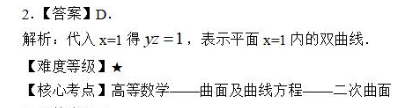 2.【答案】D．
解析：代入 x=1 得 yz = 1，表示平面 x=1 内的双曲线．
【难度等级】★
【核心考点】高等数学——曲面及曲线方程——二次曲面